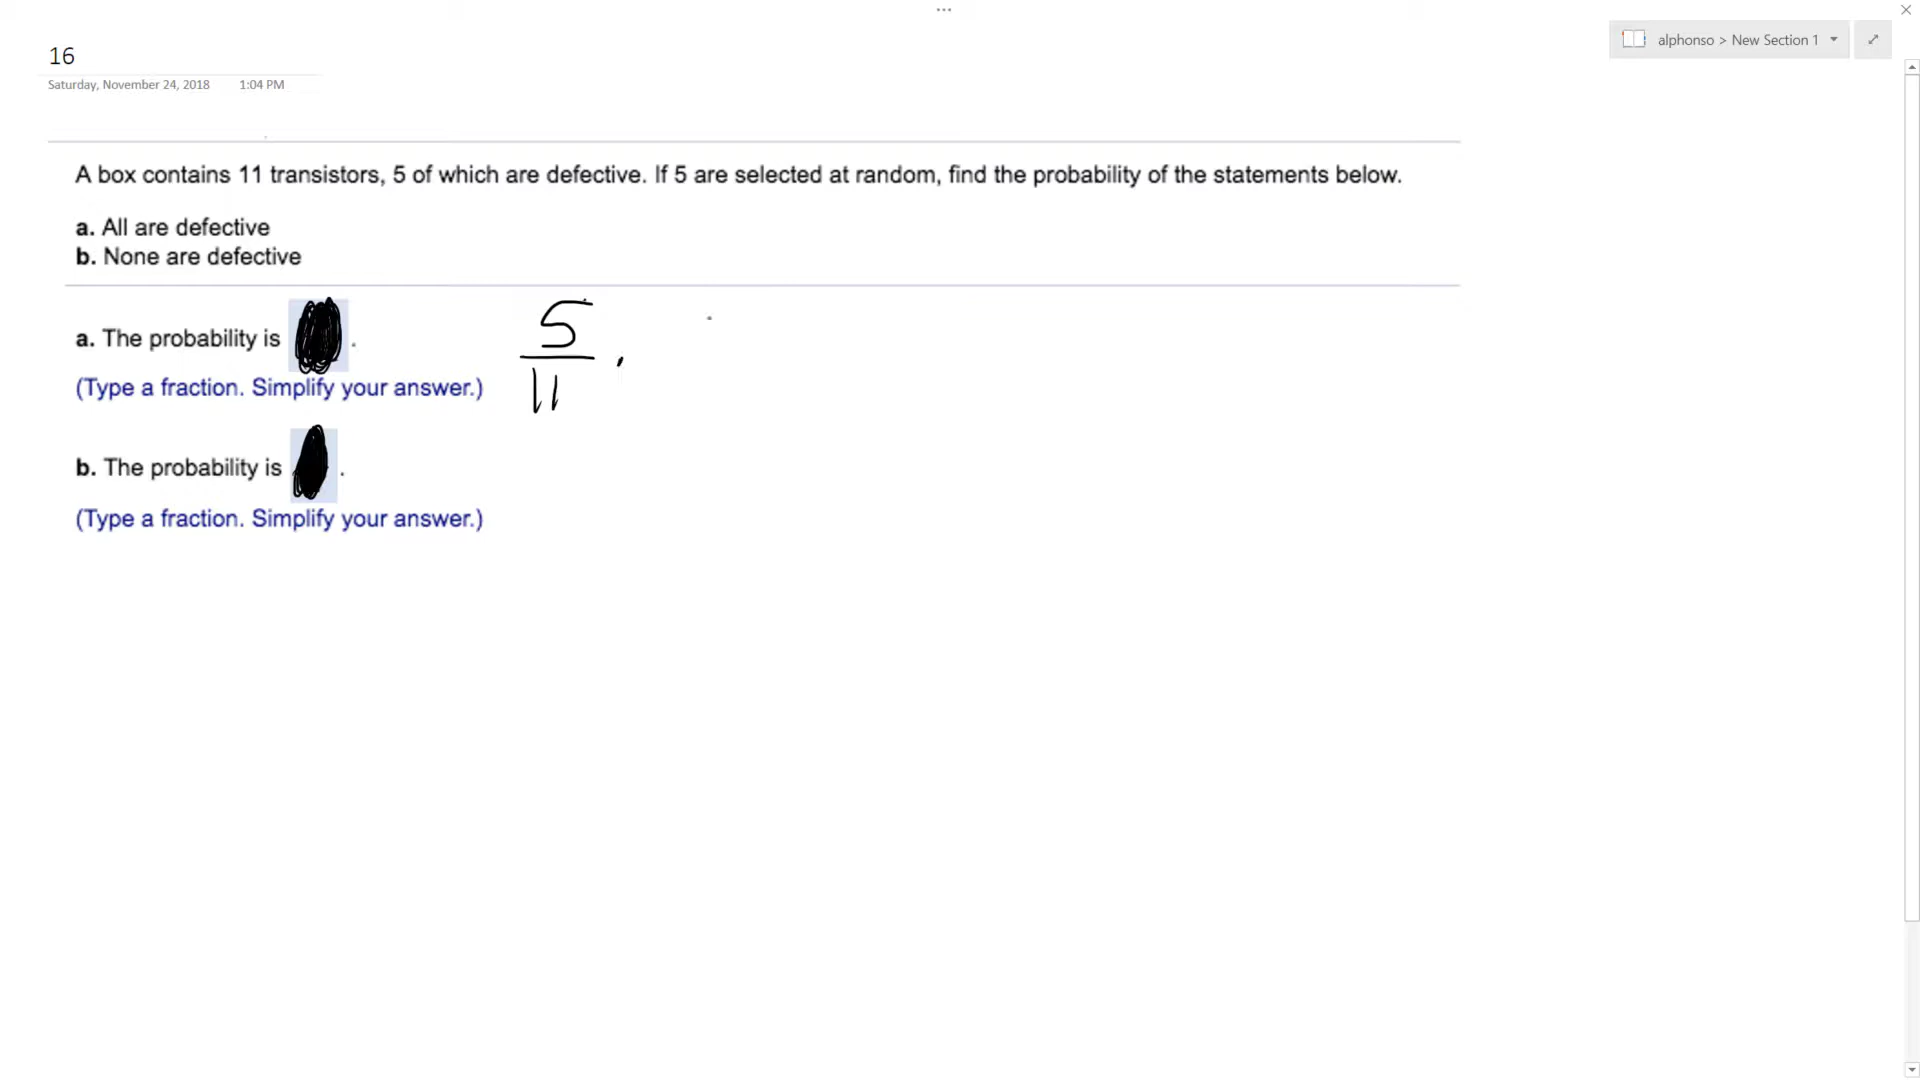 ...
16
alphonso > New Section 1
Saturday, November 24, 2018 1:04 PM
A box contains 11 transistors, 5 of which are defective. If 5 are selected at random, find the probability of the statements below.
a. All are defective
b. None are defective
a. The probability is .
(Type a fraction. Simplify your answer.)
5
11
.
b. The probability is .
(Type a fraction. Simplify your answer.)